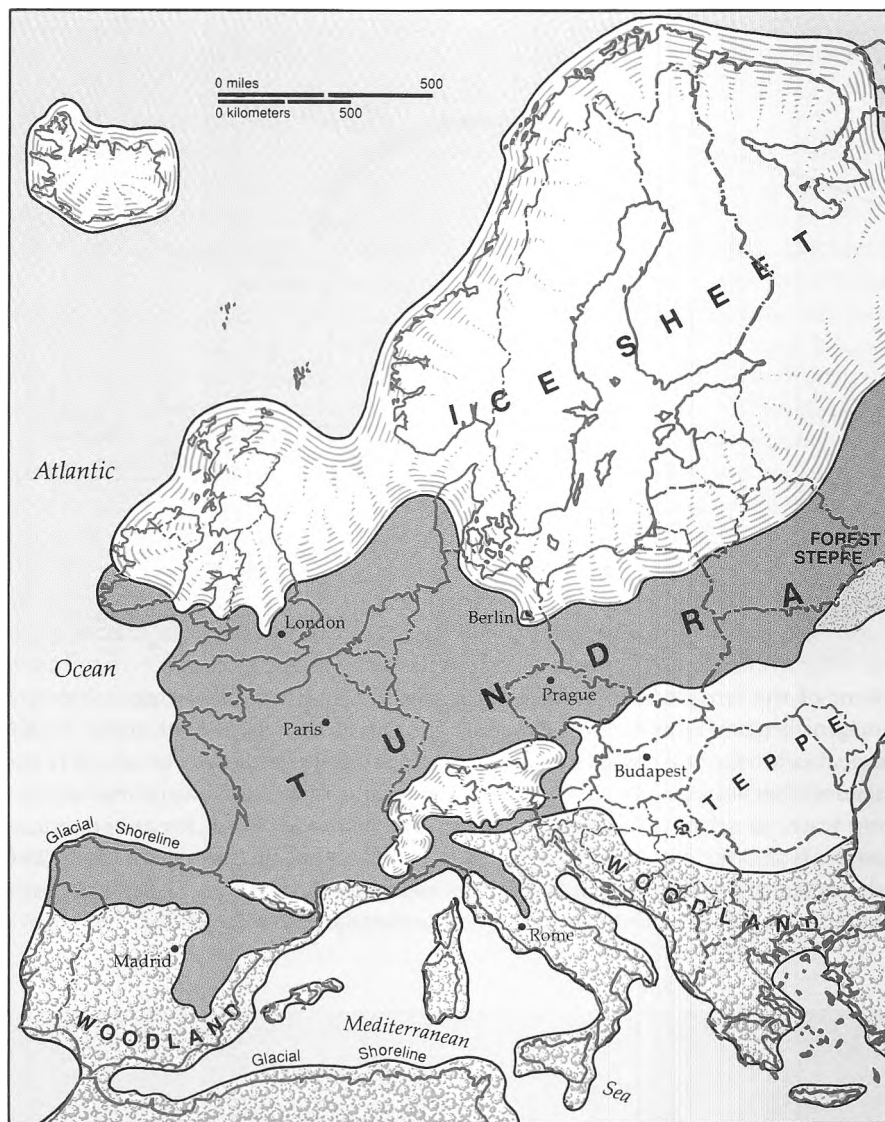 0 miles 500
0 kilometers 500
ICE SHEET
Atlantic
FOREST
STEPPE
London
Berlin
TUNDRA
Ocean
Prague
Paris
Budapest
STEPPE
Glacial Shoreline
WOODLAND
Rome
Madrid
WOODLAND
Mediterranean
Glacial Shoreline
Sea